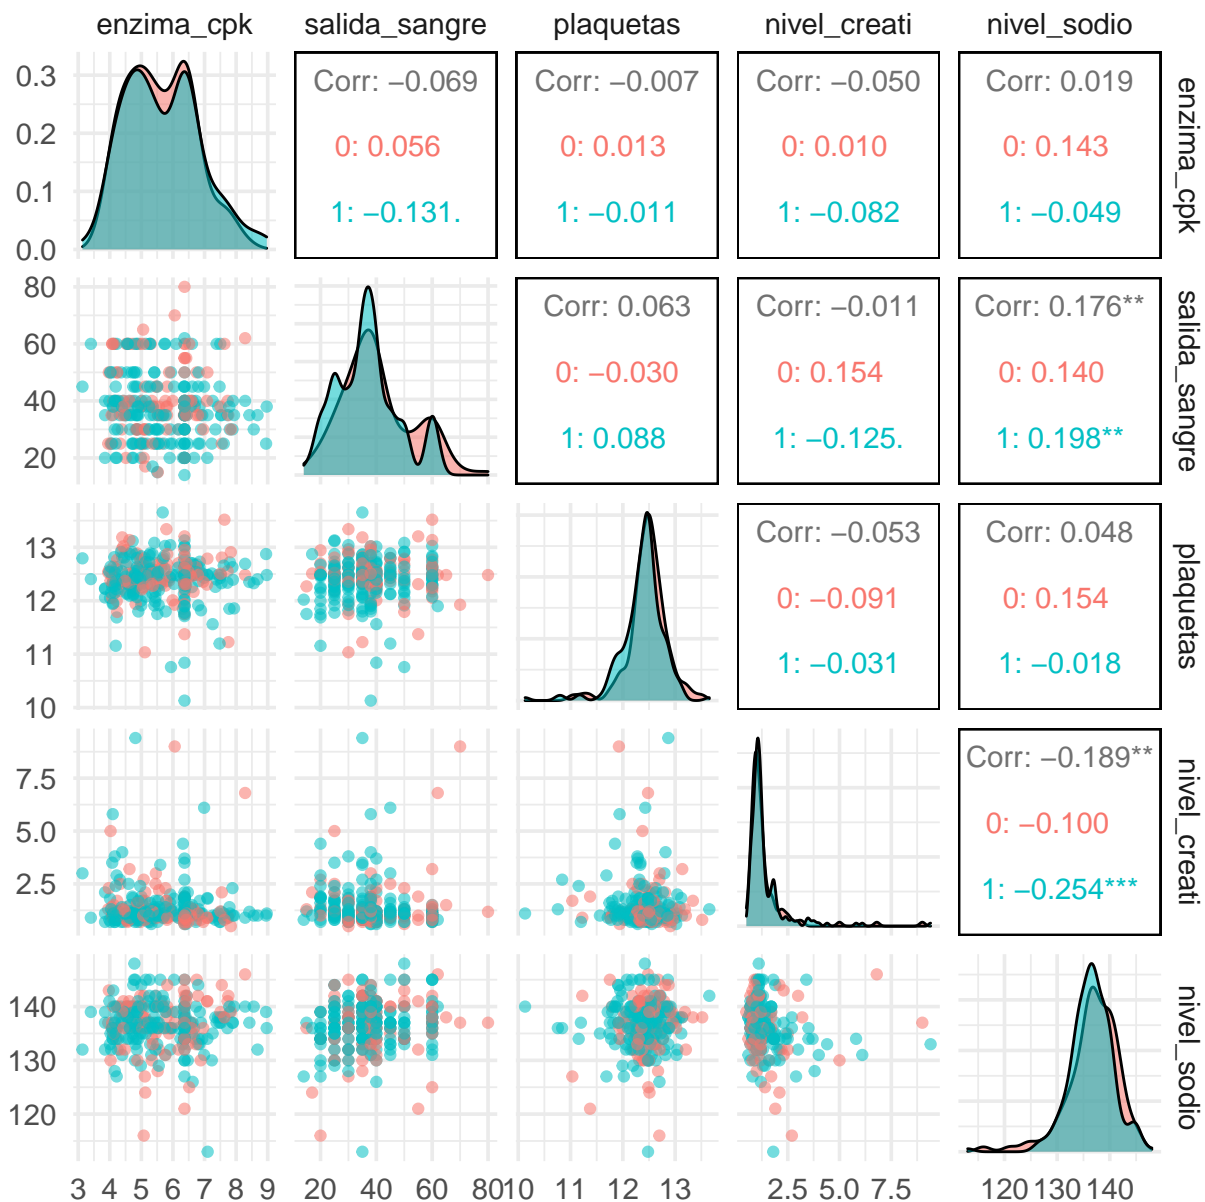 enzima_cpk salida_sangre plaquetas nivel_creati nivel_sodio
0.3
0.2
0.1
0.0
Corr: −0.069
0: 0.056
1: −0.131.
Corr: −0.007
0: 0.013
1: −0.011
Corr: −0.050
0: 0.010
1: −0.082
Corr: 0.019
0: 0.143
1: −0.049
enzima_cpk
80
60
40
20
Corr: 0.063
0: −0.030
1: 0.088
Corr: −0.011
0: 0.154
1: −0.125.
Corr: 0.176**
0: 0.140
1: 0.198**
salida_sangre
13
12
11
10
Corr: −0.053
0: −0.091
1: −0.031
Corr: 0.048
0: 0.154
1: −0.018
plaquetas
7.5
5.0
2.5
Corr: −0.189**
0: −0.100
1: −0.254***
nivel_creati
140
130
120
nivel_sodio
3 4 5 6 7 8 9 20 40 60 80 10 11 12 13 2.5 5.0 7.5 120 130 140